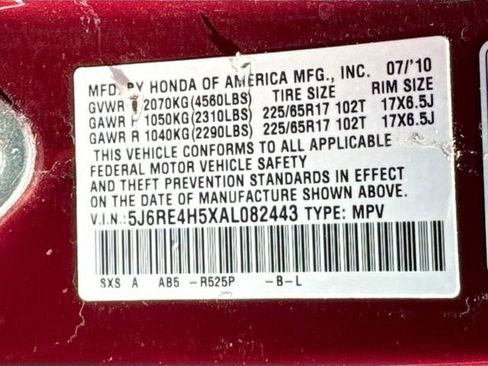 MFD. BY HONDA OF AMERICA MFG., INC. 07/'10
GVWR 2070KG(4560LBS) TIRE SIZE RIM SIZE
GAWR F 1050KG(2310LBS) 225/65R17 102T 17X6.5J
GAWR R 1040KG(2290LBS) 225/65R17 102T 17X6.5J
THIS VEHICLE CONFORMS TO ALL APPLICABLE
FEDERAL MOTOR VEHICLE SAFETY
AND THEFT PREVENTION STANDARDS IN EFFECT
ON THE DATE OF MANUFACTURE SHOWN ABOVE.
V.I.N.: 5J6RE4H5XAL082443 TYPE: MPV
SXS A AB5 -R525P -B-L